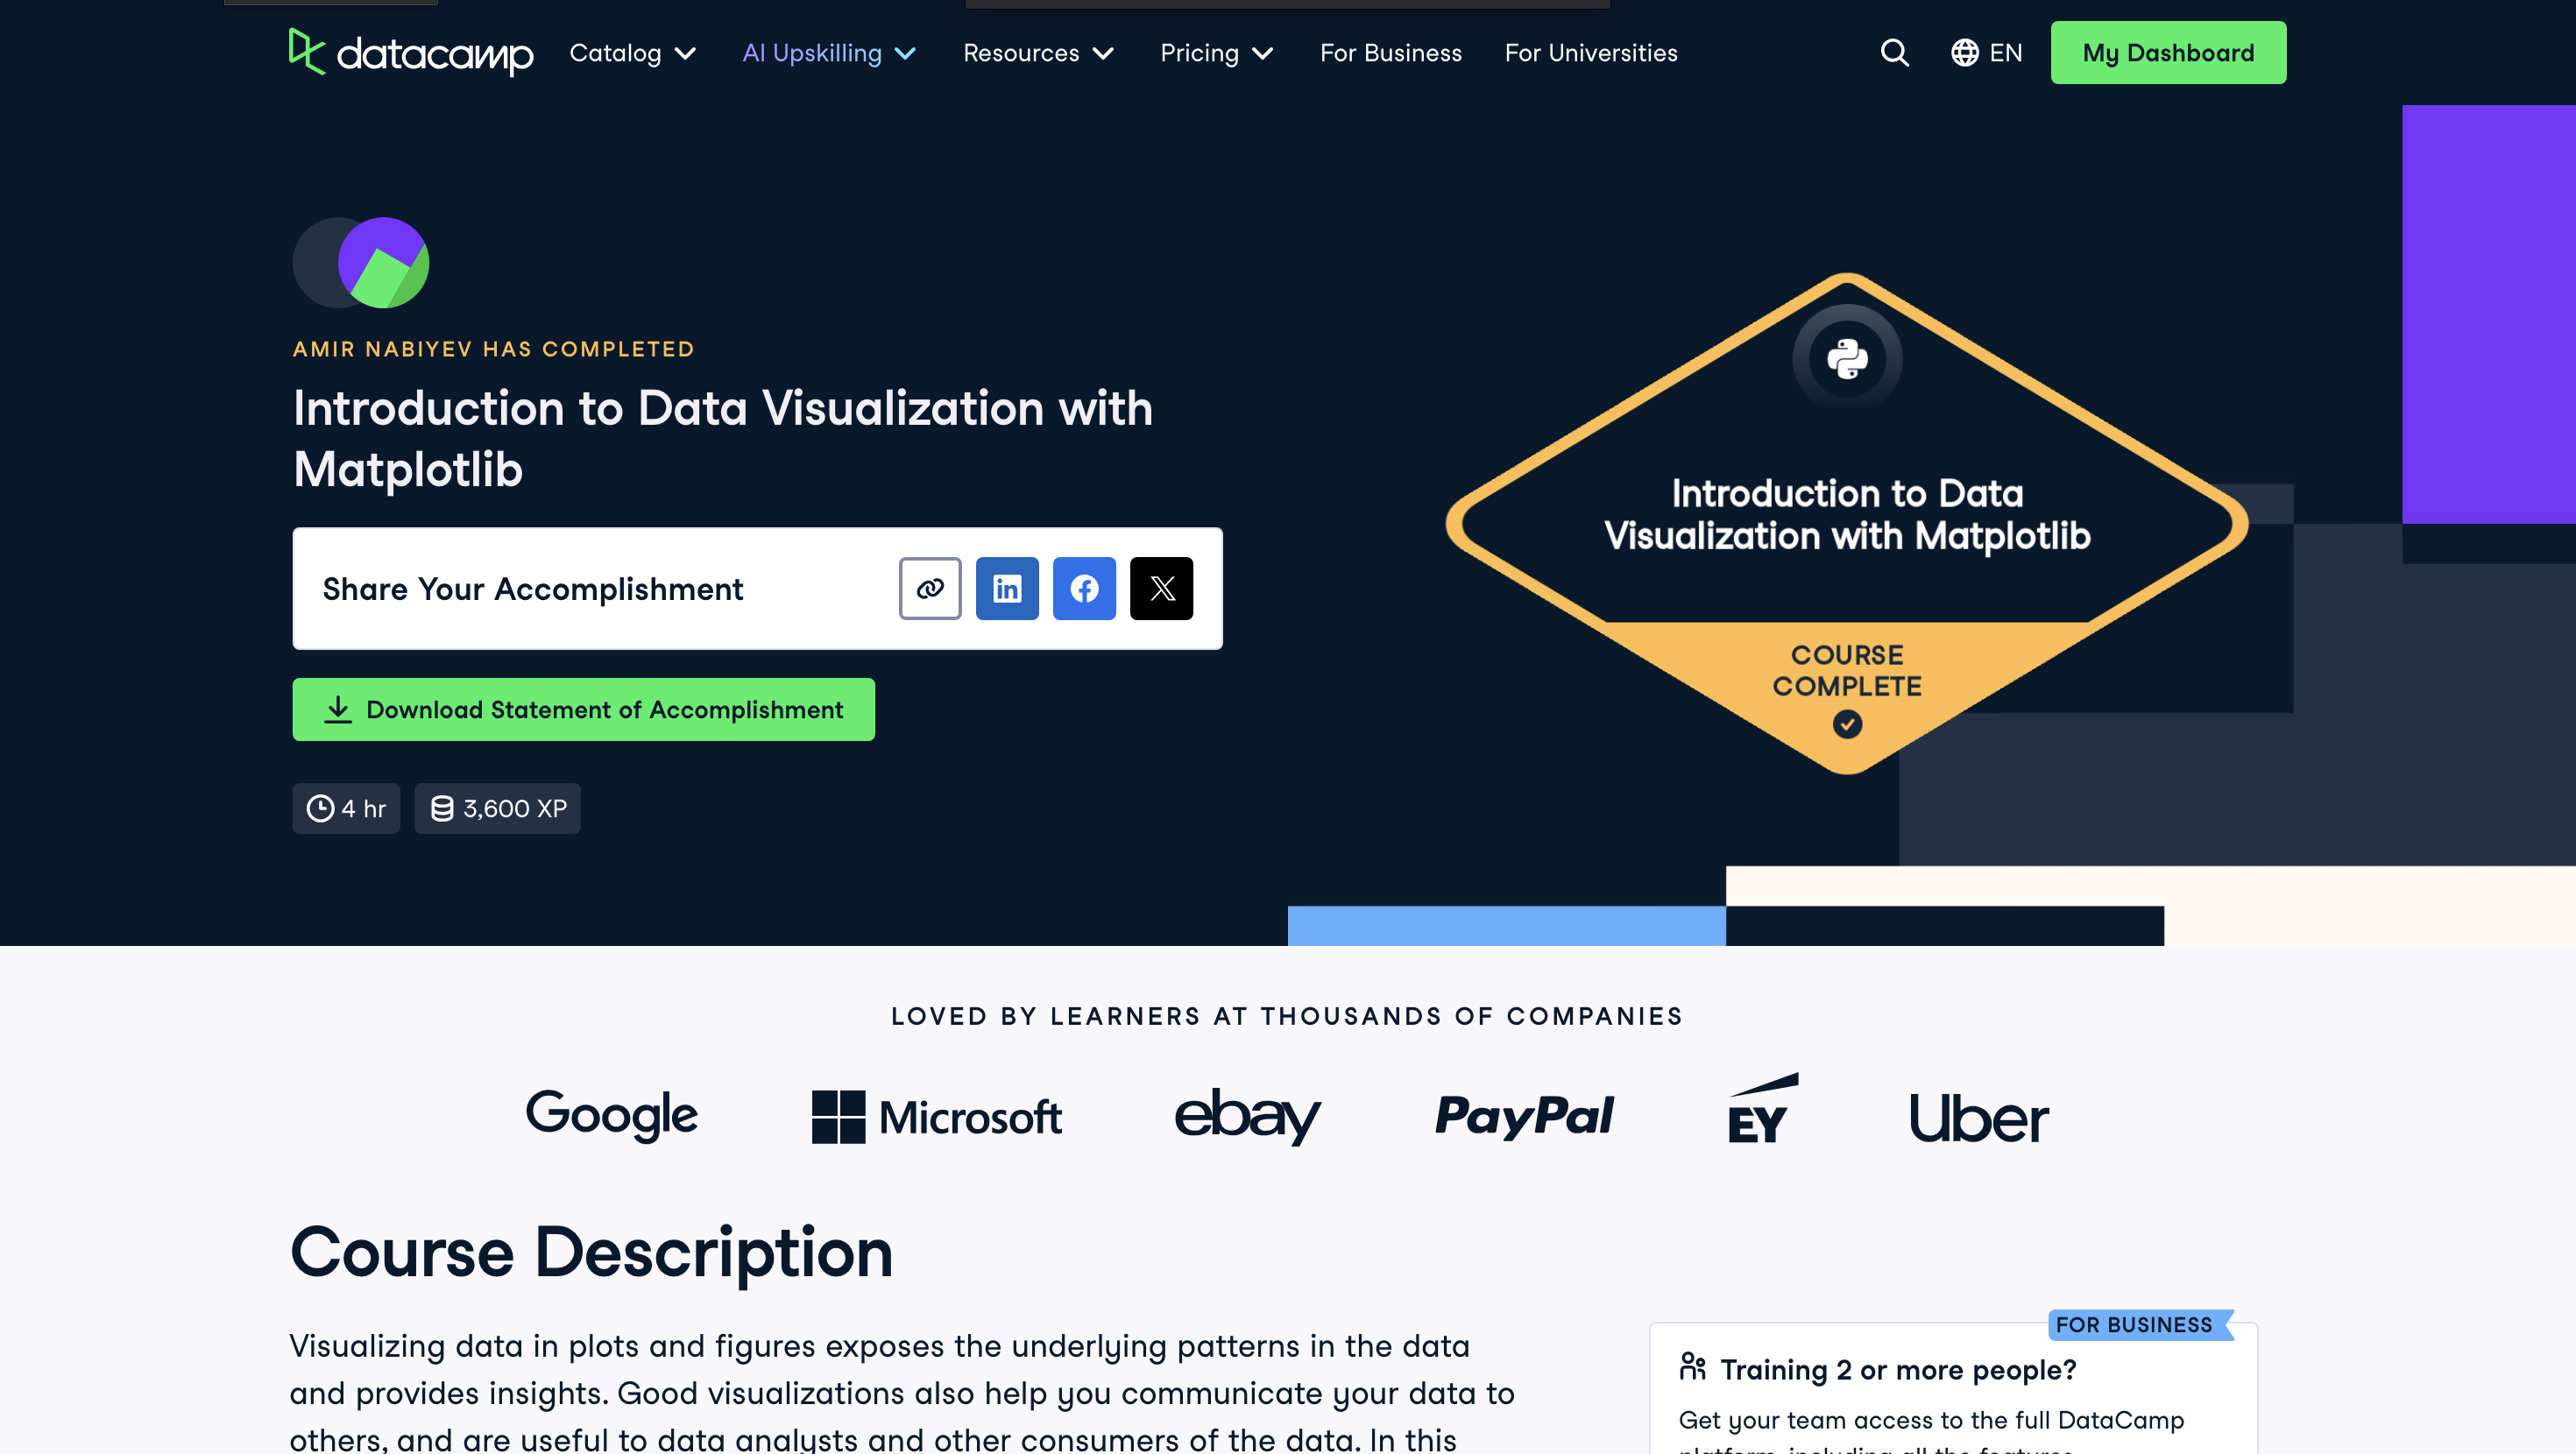 datacamp Catalog AI Upskilling Resources Pricing For Business For Universities EN My Dashboard
AMIR NABIYEV HAS COMPLETED
Introduction to Data Visualization with
Matplotlib
Share Your Accomplishment
Download Statement of Accomplishment
4 hr 3,600 XP
Introduction to Data
Visualization with Matplotlib
COURSE
COMPLETE
LOVED BY LEARNERS AT THOUSANDS OF COMPANIES
Google Microsoft ebay PayPal EY Uber
Course Description
Visualizing data in plots and figures exposes the underlying patterns in the data
and provides insights. Good visualizations also help you communicate your data to
others, and are useful to data analysts and other consumers of the data. In this
FOR BUSINESS
Training 2 or more people?
Get your team access to the full DataCamp
platform, including all the features.